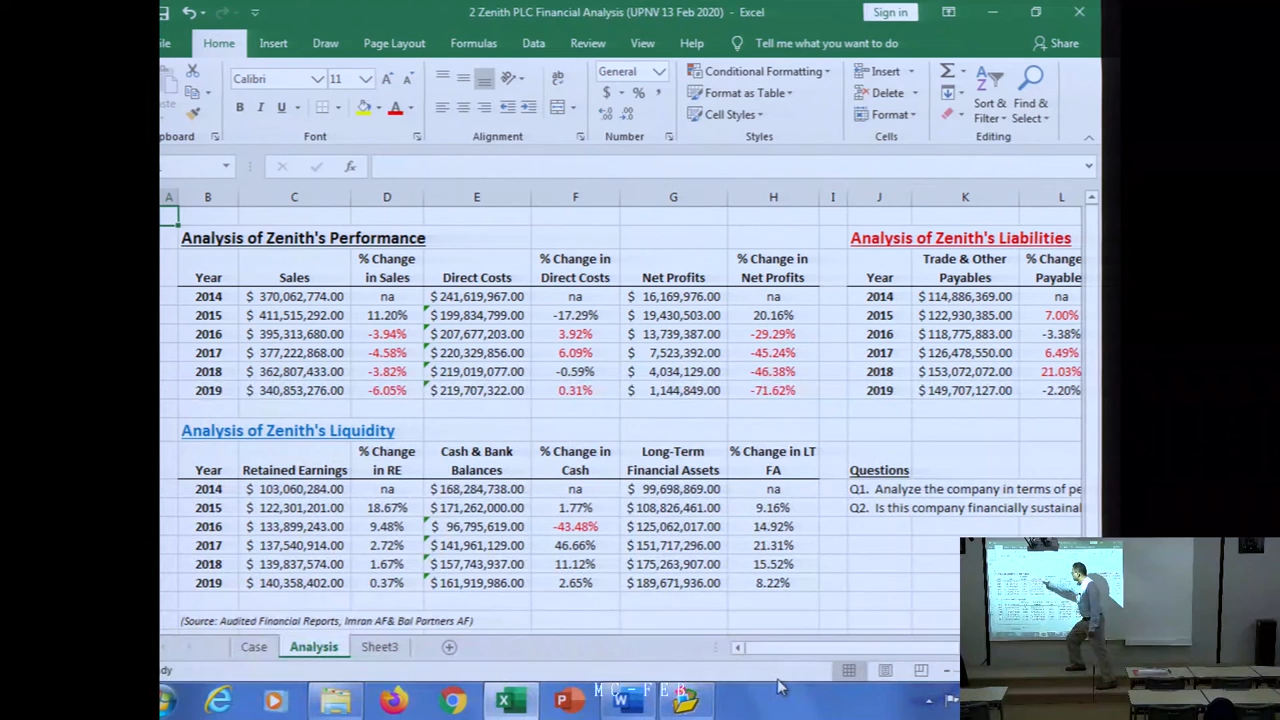 2 Zenith PLC Financial Analysis (UPNV 13 Feb 2020) - Excel
Sign in
ile Home Insert Draw Page Layout Formulas Data Review View Help Tell me what you want to do Share
Calibri 11 General Conditional Formatting Insert
aste B I U $ % Format as Table Delete Sort & Find &
Cell Styles Format Filter Select
pboard Font Alignment Number Styles Cells Editing
fx
A B C D E F G H I J K L
Analysis of Zenith's Performance Analysis of Zenith's Liabilities
% Change % Change in % Change in Trade & Other % Change
Year Sales in Sales Direct Costs Direct Costs Net Profits Net Profits Year Payables Payable
2014 $ 370,062,774.00 na $ 241,619,967.00 na $ 16,169,976.00 na 2014 $ 114,886,369.00 na
2015 $ 411,515,292.00 11.20% $ 199,834,799.00 -17.29% $ 19,430,503.00 20.16% 2015 $ 122,930,385.00 7.00%
2016 $ 395,313,680.00 -3.94% $ 207,677,203.00 3.92% $ 13,739,387.00 -29.29% 2016 $ 118,775,883.00 -3.38%
2017 $ 377,222,868.00 -4.58% $ 220,329,856.00 6.09% $ 7,523,392.00 -45.24% 2017 $ 126,478,550.00 6.49%
2018 $ 362,807,433.00 -3.82% $ 219,019,077.00 -0.59% $ 4,034,129.00 -46.38% 2018 $ 153,072,072.00 21.03%
2019 $ 340,853,276.00 -6.05% $ 219,707,322.00 0.31% $ 1,144,849.00 -71.62% 2019 $ 149,707,127.00 -2.20%
Analysis of Zenith's Liquidity
% Change Cash & Bank % Change in Long-Term % Change in LT
Year Retained Earnings in RE Balances Cash Financial Assets FA Questions
2014 $ 103,060,284.00 na $ 168,284,738.00 na $ 99,698,869.00 na Q1. Analyze the company in terms of pe
2015 $ 122,301,201.00 18.67% $ 171,262,000.00 1.77% $ 108,826,461.00 9.16% Q2. Is this company financially sustainal
2016 $ 133,899,243.00 9.48% $ 96,795,619.00 -43.48% $ 125,062,017.00 14.92%
2017 $ 137,540,914.00 2.72% $ 141,961,129.00 46.66% $ 151,717,296.00 21.31%
2018 $ 139,837,574.00 1.67% $ 157,743,937.00 11.12% $ 175,263,907.00 15.52%
2019 $ 140,358,402.00 0.37% $ 161,919,986.00 2.65% $ 189,671,936.00 8.22%
(Source: Audited Financial Reports, Imran AF& Bal Partners AF)
Case Analysis Sheet3
dy
MC-FEB